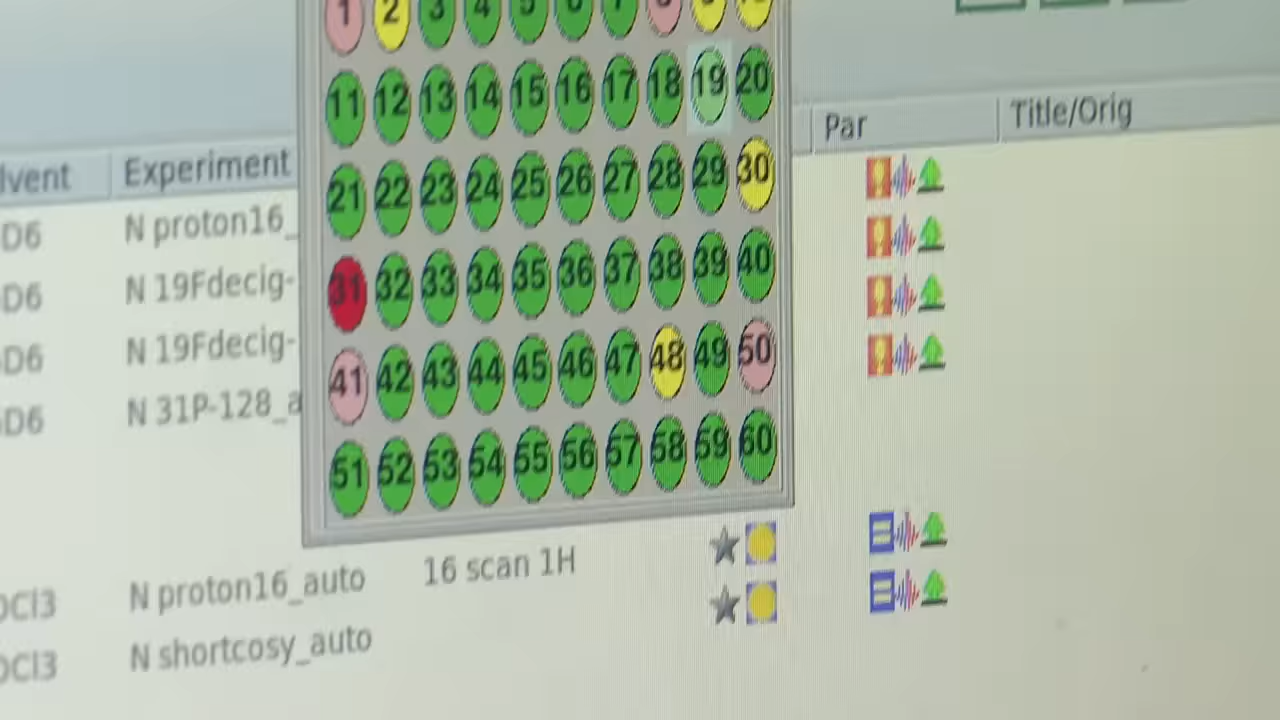 1 2 3 4 5 6 7
11 12 13 14 15 16 17 18 19 20
Par Title/Orig
lvent Experiment
21 22 23 24 25 26 27 28 29 30
D6 N proton16_
31 32 33 34 35 36 37 38 39 40
D6 N 19Fdecig-
D6 N 19Fdecig-
41 42 43 44 45 46 47 48 49 50
D6 N 31P-128_a
51 52 53 54 55 56 57 58 59 60
DCl3 N proton16_auto 16 scan 1H
DCl3 N shortcosy_auto